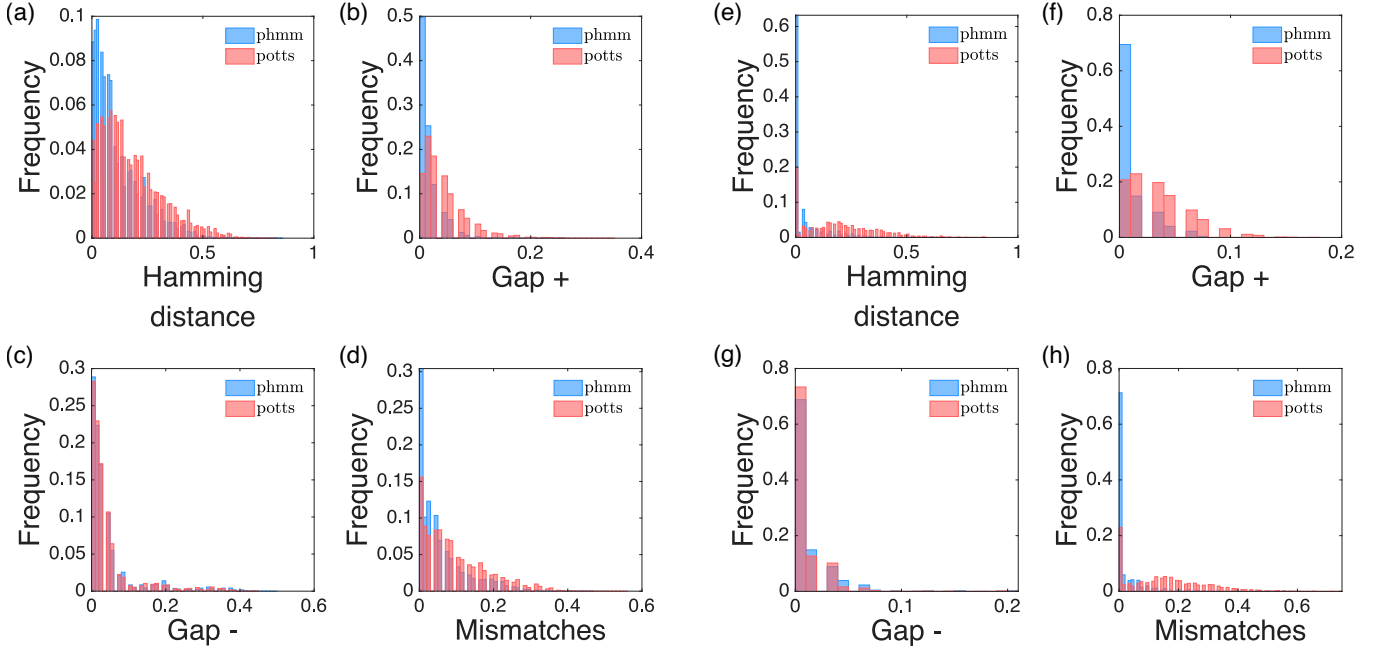 (a)
Frequency
0.1
0.08
0.06
0.04
0.02
0
0
0.5
1
phmm
potts
Hamming
distance
(b)
Frequency
0.5
0.4
0.3
0.2
0.1
0
0
0.2
0.4
phmm
potts
Gap +
(e)
Frequency
0.6
0.5
0.4
0.3
0.2
0.1
0
0
0.5
1
phmm
potts
Hamming
distance
(f)
Frequency
0.8
0.6
0.4
0.2
0
0
0.1
0.2
phmm
potts
Gap +
(c)
Frequency
0.3
0.25
0.2
0.15
0.1
0.05
0
0
0.2
0.4
0.6
phmm
potts
Gap -
(d)
Frequency
0.3
0.25
0.2
0.15
0.1
0.05
0
0
0.2
0.4
0.6
phmm
potts
Mismatches
(g)
Frequency
0.8
0.6
0.4
0.2
0
0
0.1
0.2
phmm
potts
Gap -
(h)
Frequency
0.8
0.6
0.4
0.2
0
0
0.2
0.4
0.6
phmm
potts
Mismatches